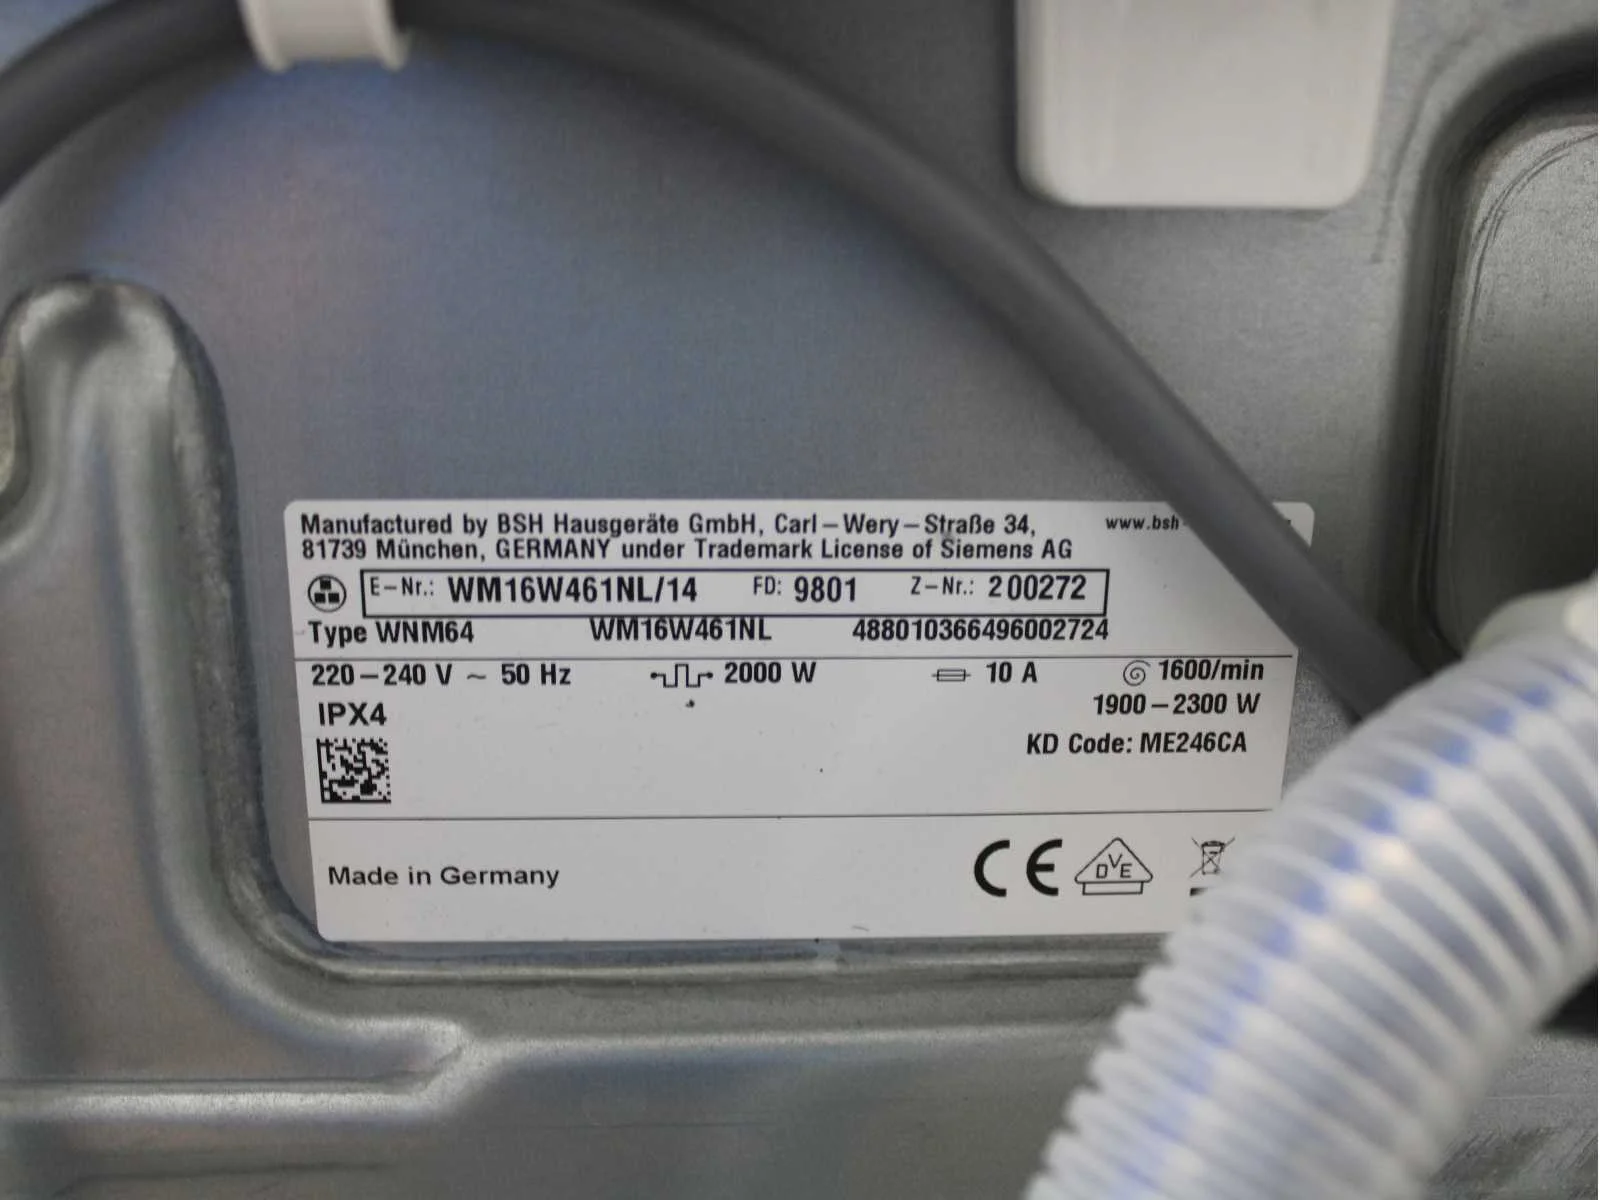 Manufactured by BSH Hausgeräte GmbH, Carl-Wery-Straße 34, www.bsh-
81739 München, GERMANY under Trademark License of Siemens AG
E-Nr.: WM16W461NL/14 FD: 9801 Z-Nr.: 200272
Type WNM64 WM16W461NL 488010366496002724
220-240 V ~ 50 Hz 2000 W 10 A 1600/min
IPX4 1900-2300 W
KD Code: ME246CA
Made in Germany CE DVE